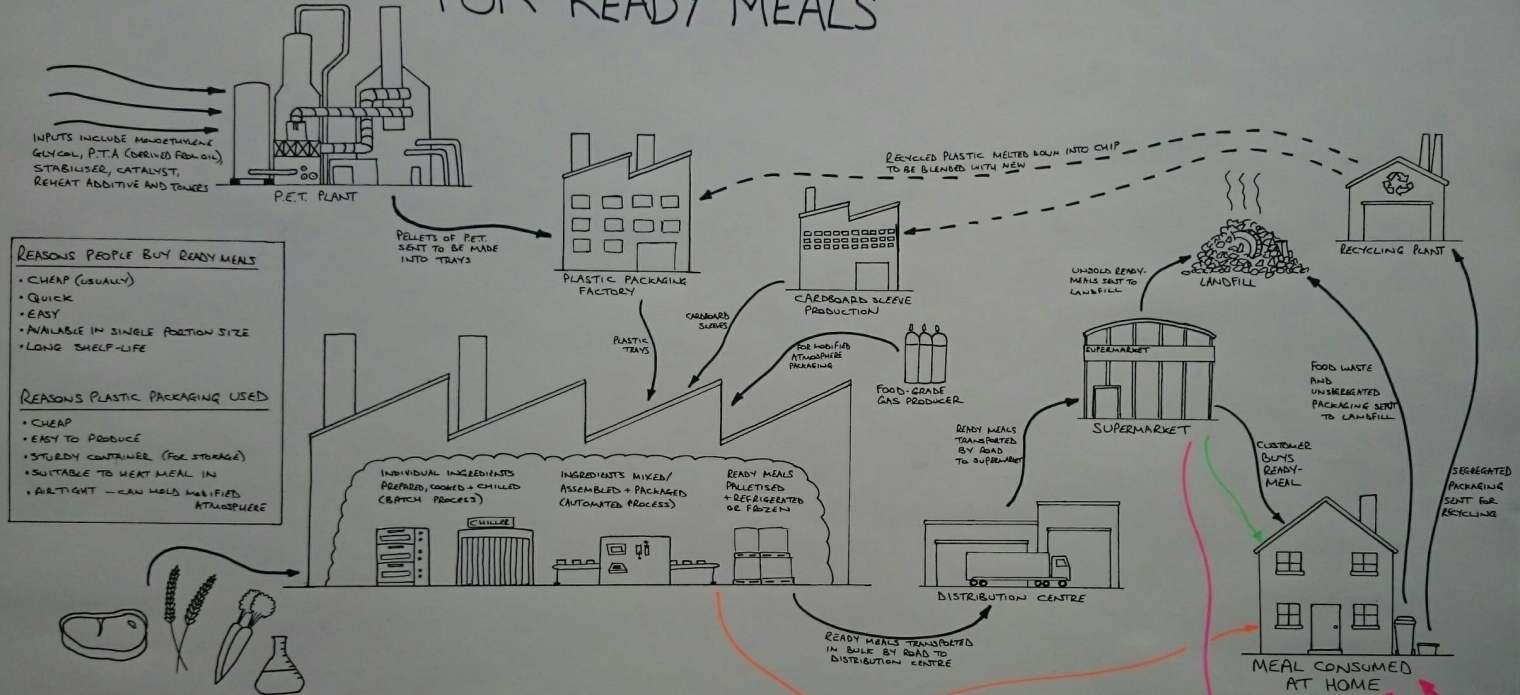 FOR READY MEALS
INPUTS INCLUDE MONOETHYLENE
GLYCOL, P.T.A (DERIVED FROM OIL)
STABILISER, CATALYST,
REHEAT ADDITIVE AND TONERS
P.E.T. PLANT
PELLETS OF P.E.T.
SENT TO BE MADE
INTO TRAYS
PLASTIC PACKAGING
FACTORY
RECYCLED PLASTIC MELTED DOWN INTO CHIP
TO BE BLENDED WITH NEW
CARDBOARD SLEEVE
PRODUCTION
RECYCLING PLANT
UNSOLD READY-
MEALS SENT TO
LANDFILL
LANDFILL
REASONS PEOPLE BUY READY MEALS
• CHEAP (USUALLY)
• QUICK
• EASY
• AVAILABLE IN SINGLE PORTION SIZE
• LONG SHELF-LIFE
REASONS PLASTIC PACKAGING USED
• CHEAP
• EASY TO PRODUCE
• STURDY CONTAINER (FOR STORAGE)
• SUITABLE TO HEAT MEAL IN
• AIRTIGHT – CAN HOLD MODIFIED
ATMOSPHERE
PLASTIC
TRAYS
CARDBOARD
SLEEVES
FOR MODIFIED
ATMOSPHERE
PACKAGING
FOOD-GRADE
GAS PRODUCER
SUPERMARKET
SUPERMARKET
READY MEALS
TRANSPORTED
BY ROAD
TO SUPERMARKET
CUSTOMER
BUYS
READY-
MEAL
FOOD WASTE
AND
UNSEGREGATED
PACKAGING SENT
TO LANDFILL
SEGREGATED
PACKAGING
SENT FOR
RECYCLING
INDIVIDUAL INGREDIENTS
PREPARED, COOKED + CHILLED
(BATCH PROCESS)
CHILLER
INGREDIENTS MIXED/
ASSEMBLED + PACKAGED
(AUTOMATED PROCESS)
READY MEALS
PALLETISED
+ REFRIGERATED
OR FROZEN
DISTRIBUTION CENTRE
READY MEALS TRANSPORTED
IN BULK BY ROAD TO
DISTRIBUTION CENTRE
MEAL CONSUMED
AT HOME